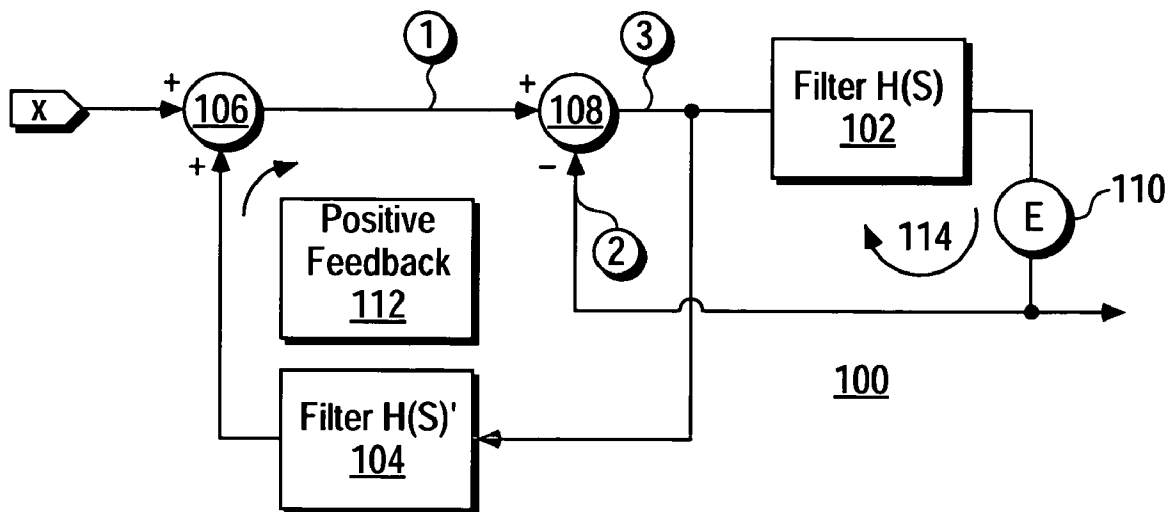 1
3
X
+
106
+
+
108
-
Filter H(S)
102
110
E
114
2
Positive
Feedback
112
100
Filter H(S)'
104